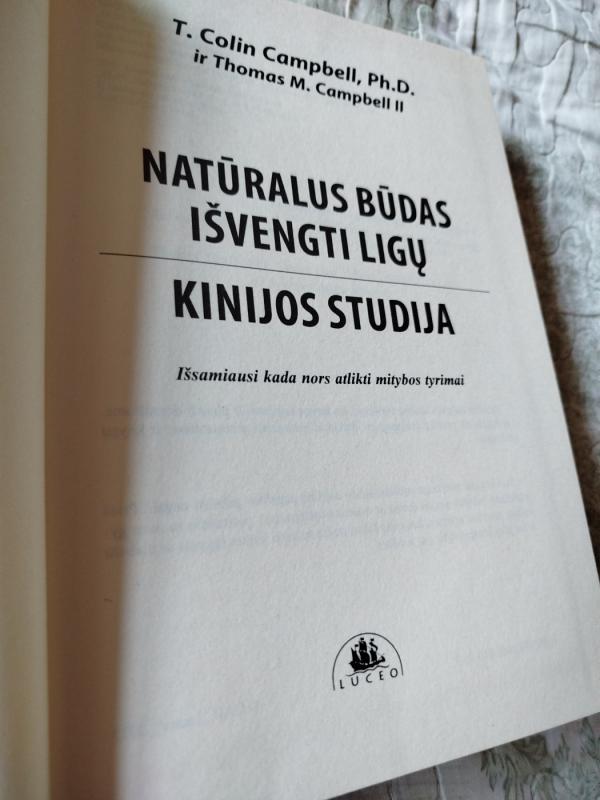 T. Colin Campbell, Ph.D.
ir Thomas M. Campbell II
NATŪRALUS BŪDAS
IŠVENGTI LIGŲ
KINIJOS STUDIJA
Išsamiausi kada nors atlikti mitybos tyrimai
LUCEO